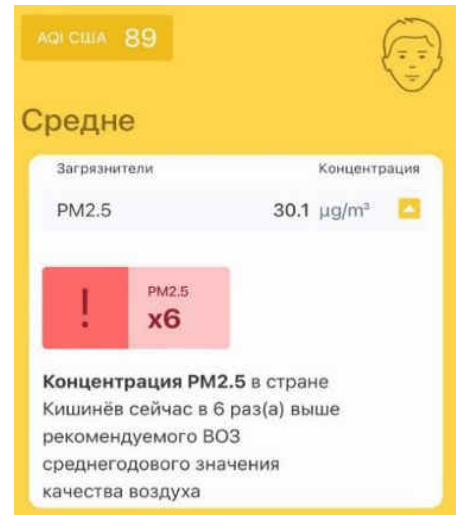 AQI США 89
Средне
Загрязнители Концентрация
PM2.5 30.1 µg/m³
! PM2.5
x6
Концентрация PM2.5 в стране
Кишинёв сейчас в 6 раз(а) выше
рекомендуемого ВОЗ
среднегодового значения
качества воздуха